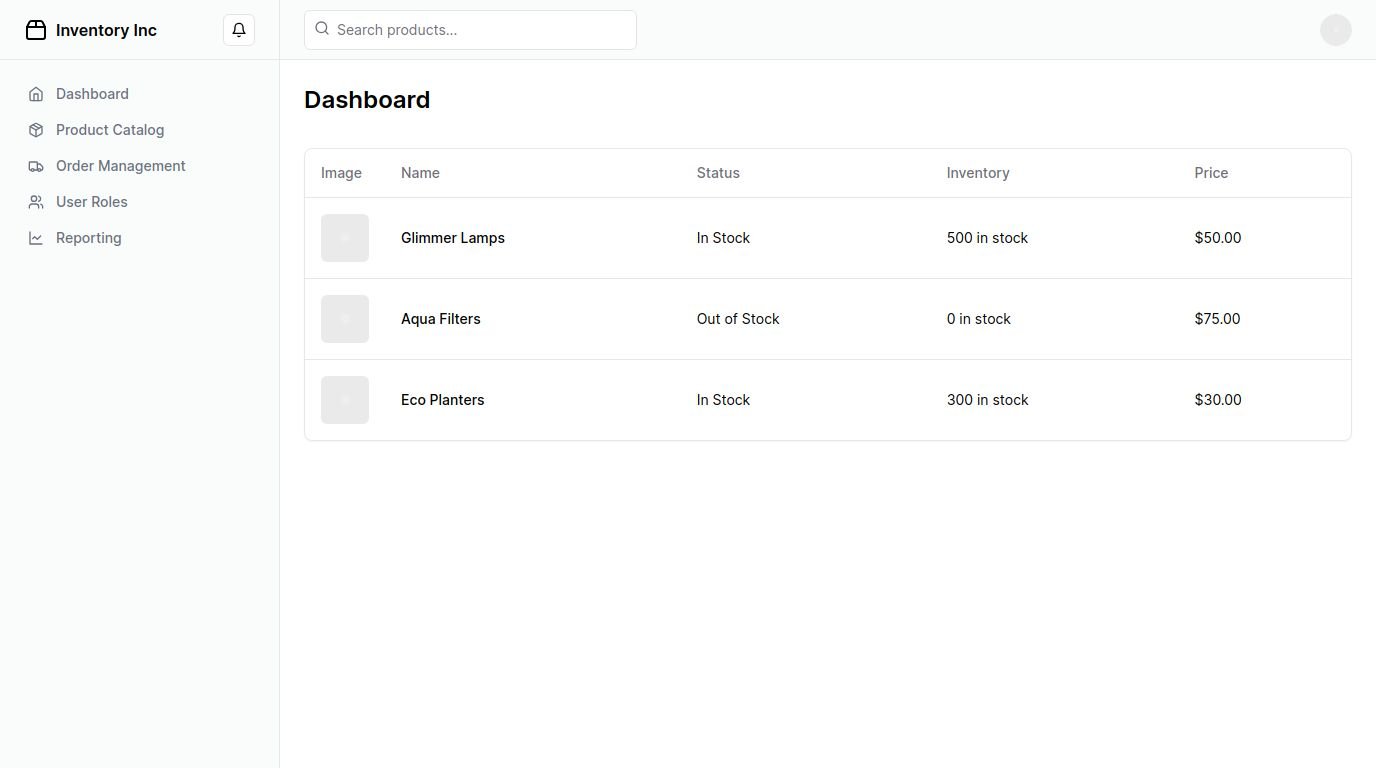 Inventory Inc
Search products...
Dashboard
Product Catalog
Order Management
User Roles
Reporting
Dashboard
Image Name Status Inventory Price
Glimmer Lamps In Stock 500 in stock $50.00
Aqua Filters Out of Stock 0 in stock $75.00
Eco Planters In Stock 300 in stock $30.00